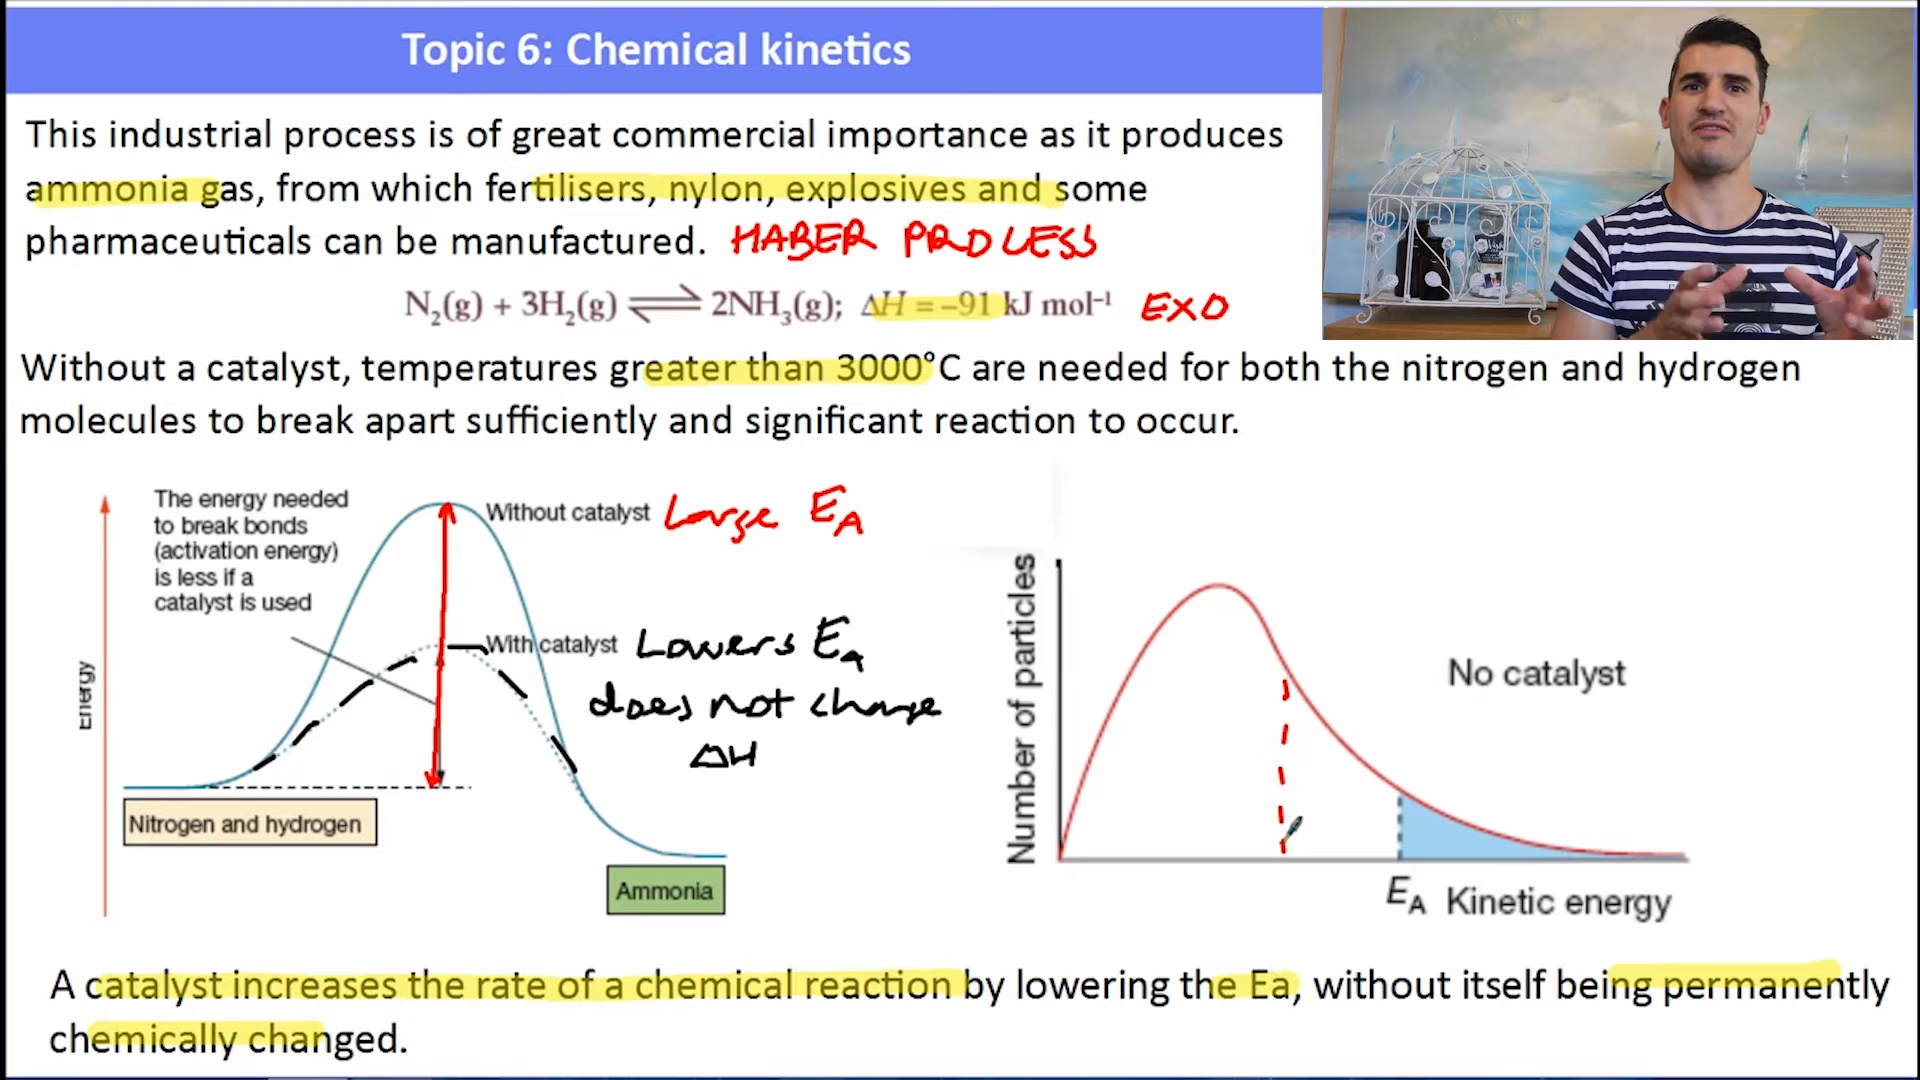 Topic 6: Chemical kinetics
This industrial process is of great commercial importance as it produces
ammonia gas, from which fertilisers, nylon, explosives and some
pharmaceuticals can be manufactured. HABER PROCESS
N₂(g) + 3H₂(g) ⇌ 2NH₃(g); ΔH = –91 kJ mol⁻¹ EXO
Without a catalyst, temperatures greater than 3000°C are needed for both the nitrogen and hydrogen
molecules to break apart sufficiently and significant reaction to occur.
The energy needed
to break bonds
(activation energy)
is less if a
catalyst is used
Without catalyst Large EA
With catalyst Lowers EA
does not change
ΔH
Energy
Nitrogen and hydrogen
Ammonia
Number of particles
No catalyst
EA Kinetic energy
A catalyst increases the rate of a chemical reaction by lowering the Ea, without itself being permanently
chemically changed.